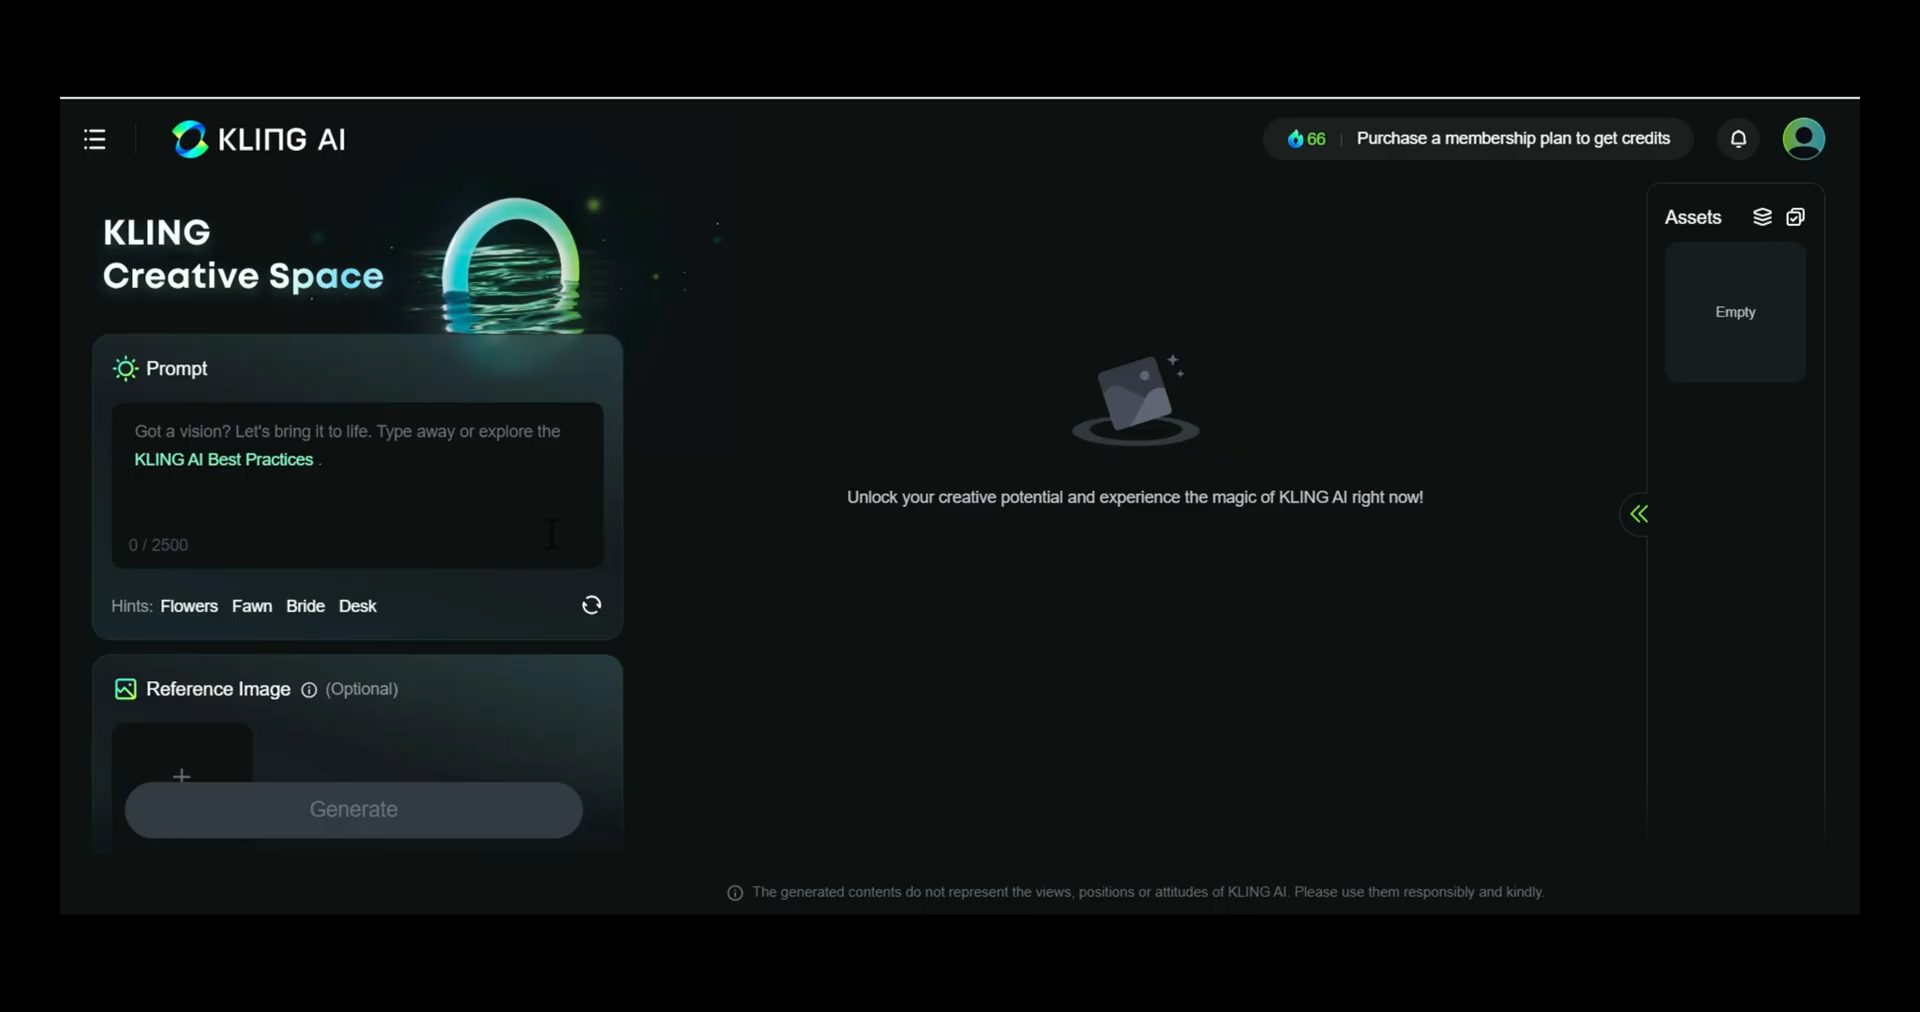 KLING AI
66 | Purchase a membership plan to get credits
KLING
Creative Space
Prompt
Got a vision? Let's bring it to life. Type away or explore the
KLING AI Best Practices .
0 / 2500
Hints: Flowers Fawn Bride Desk
Reference Image (Optional)
Generate
Unlock your creative potential and experience the magic of KLING AI right now!
Assets
Empty
The generated contents do not represent the views, positions or attitudes of KLING AI. Please use them responsibly and kindly.